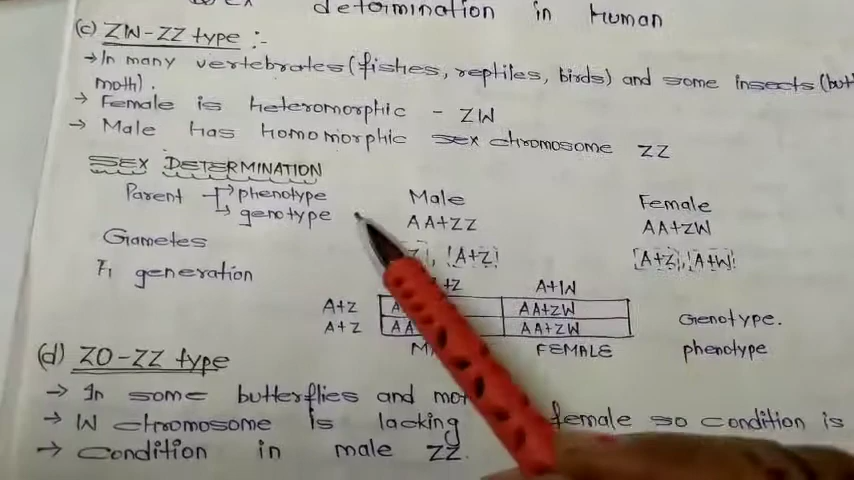 determination in Human
(c) ZW-ZZ type :-
→ In many vertebrates (fishes, reptiles, birds) and some insects (but
moth).
→ Female is heteromorphic - ZW
→ Male has homomorphic sex chromosome ZZ
SEX DETERMINATION
Parent → phenotype Male Female
→ genotype AA+ZZ AA+ZW
Gametes , A+Z A+Z, A+W
F1 generation +Z A+W
A+Z AA+ZW Genotype.
A+Z AA AA+ZW
FEMALE phenotype
(d) ZO-ZZ type
→ In some butterflies and
→ W chromosome is lacking female so condition is
→ Condition in male ZZ.